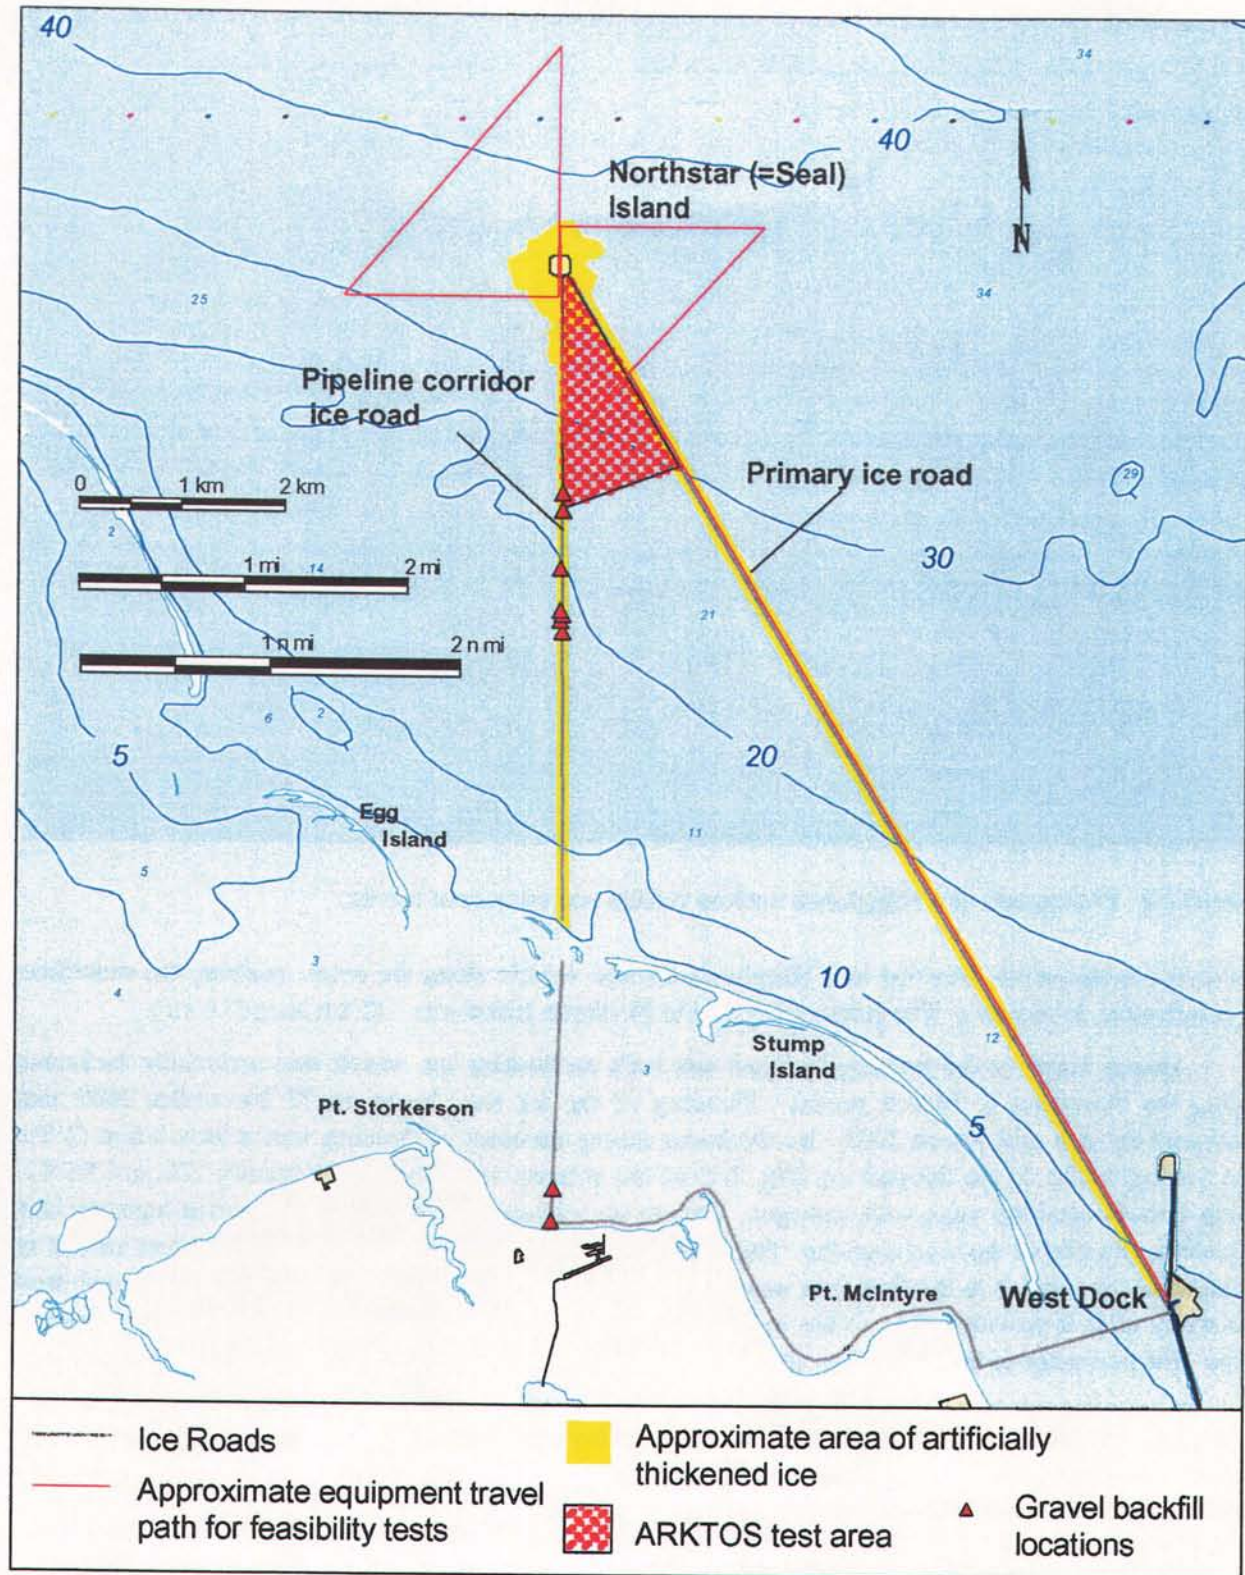 40
34
40
Northstar (=Seal)
Island
N
25
34
Pipeline corridor
ice road
0 1 km 2 km
2
Primary ice road
29
1 mi 2 mi
14
30
21
1 n mi 2 n mi
6 2
5
20
Egg
Island
11
5
3
4
10
12
Stump
Island
3
5
Pt. Storkerson
Pt. McIntyre
West Dock
Ice Roads
Approximate equipment travel
path for feasibility tests
Approximate area of artificially
thickened ice
ARKTOS test area
Gravel backfill
locations